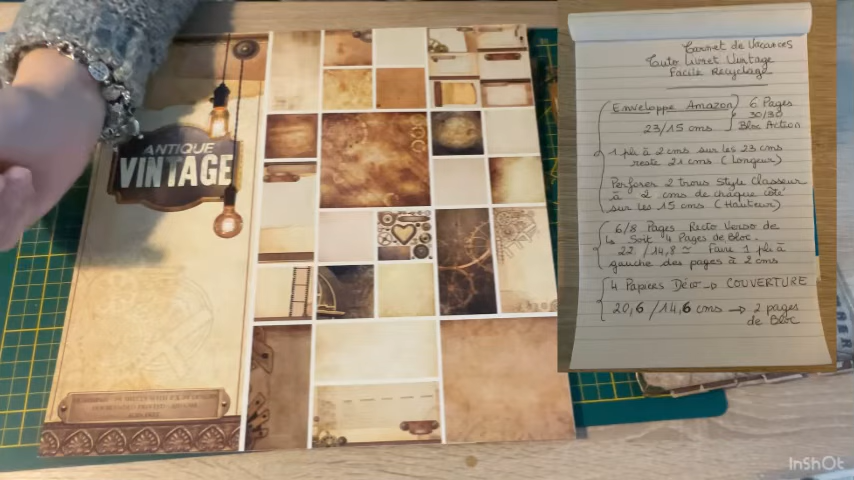 ANTIQUE
VINTAGE
Carnet de Vacances
Tuto Livret Vintage
Facile Recyclage
Enveloppe Amazon } 6 Pages
30/30
23/15 cms Bloc Action
1 pli à 2 cms sur les 23 cms
reste 21 cms (Longueur)
Perforer 2 trous Style Classeur
à 2 cms de chaque côté
sur les 15 cms (Hauteur)
6/8 Pages Recto Verso de
Soit 4 Pages de Bloc.
22 /14,8 Faire 1 pli à
gauche des pages à 2 cms
4 Papiers Déco → COUVERTURE
20,6 /14,6 cms → 2 pages
de Bloc
InShOt